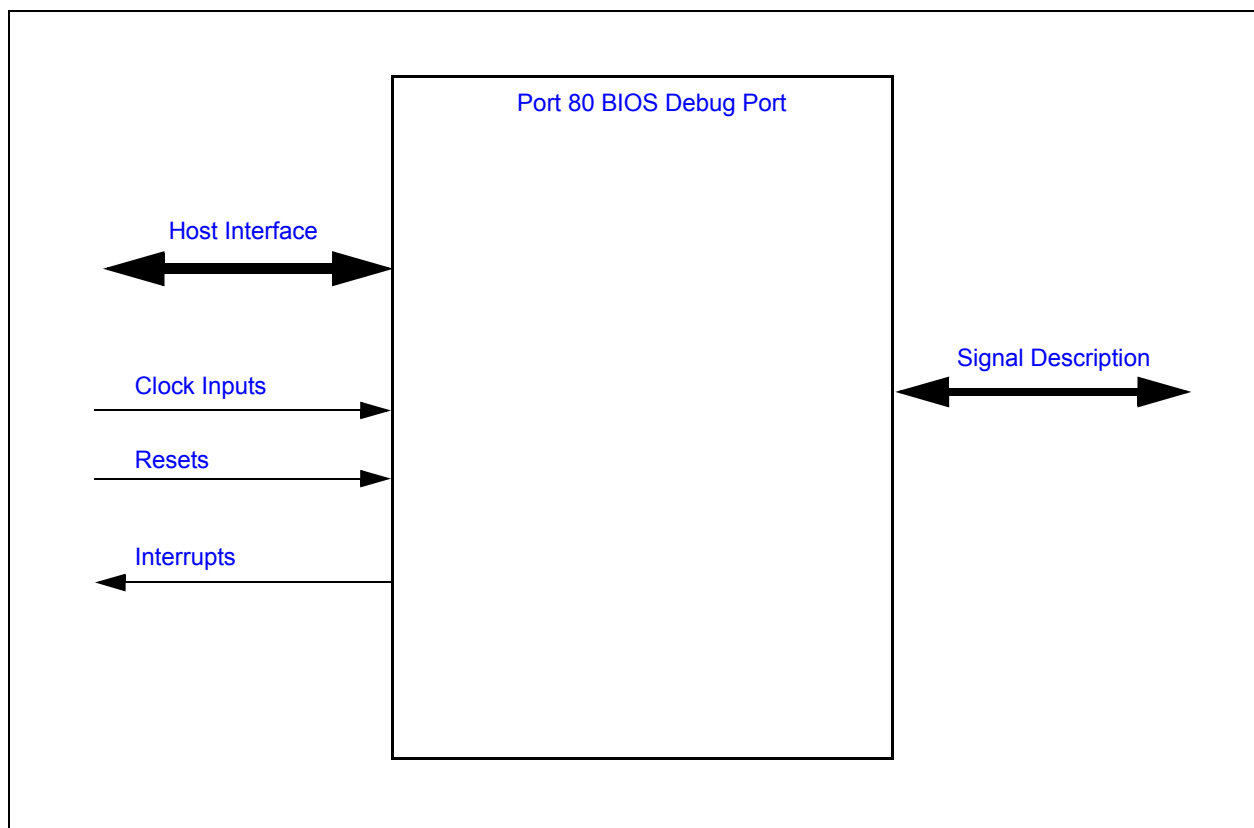 Port 80 BIOS Debug Port
Host Interface
Signal Description
Clock Inputs
Resets
Interrupts